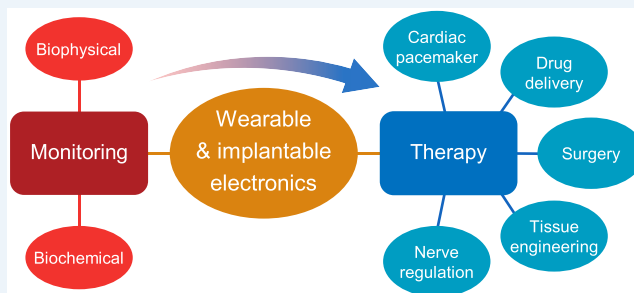 Biophysical
Monitoring
Biochemical
Wearable
& implantable
electronics
Cardiac
pacemaker
Drug
delivery
Therapy
Surgery
Tissue
engineering
Nerve
regulation